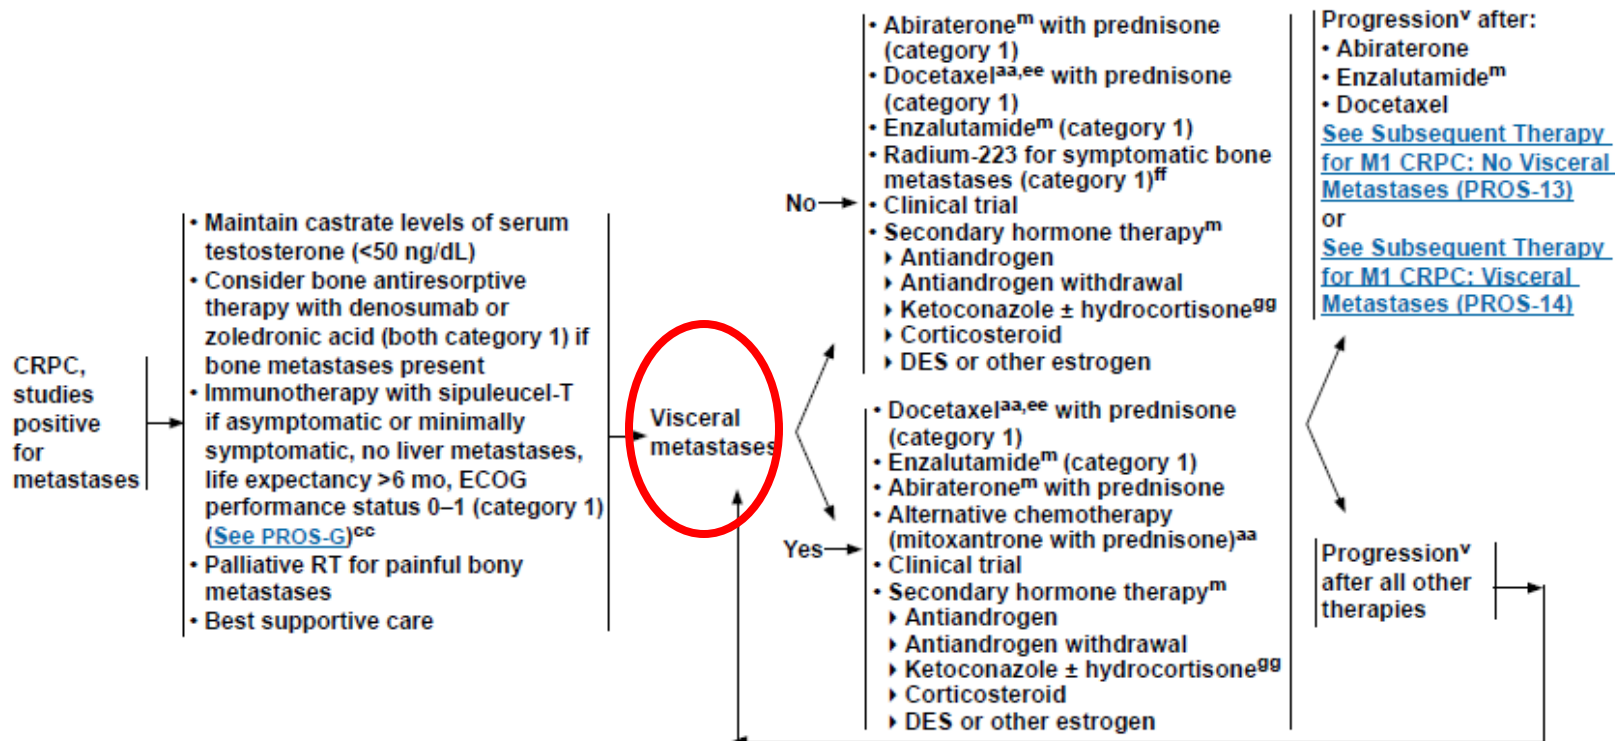 CRPC,
studies
positive
for
metastases
• Maintain castrate levels of serum
testosterone (<50 ng/dL)
• Consider bone antiresorptive
therapy with denosumab or
zoledronic acid (both category 1) if
bone metastases present
• Immunotherapy with sipuleucel-T
if asymptomatic or minimally
symptomatic, no liver metastases,
life expectancy >6 mo, ECOG
performance status 0–1 (category 1)
(See PROS-G)cc
• Palliative RT for painful bony
metastases
• Best supportive care
Visceral
metastases
No
• Abirateronem with prednisone
(category 1)
• Docetaxelaa,ee with prednisone
(category 1)
• Enzalutamidem (category 1)
• Radium-223 for symptomatic bone
metastases (category 1)ff
• Clinical trial
• Secondary hormone therapym
▸ Antiandrogen
▸ Antiandrogen withdrawal
▸ Ketoconazole ± hydrocortisonegg
▸ Corticosteroid
▸ DES or other estrogen
Yes
• Docetaxelaa,ee with prednisone
(category 1)
• Enzalutamidem (category 1)
• Abirateronem with prednisone
• Alternative chemotherapy
(mitoxantrone with prednisone)aa
• Clinical trial
• Secondary hormone therapym
▸ Antiandrogen
▸ Antiandrogen withdrawal
▸ Ketoconazole ± hydrocortisonegg
▸ Corticosteroid
▸ DES or other estrogen
Progressionv after:
• Abiraterone
• Enzalutamidem
• Docetaxel
See Subsequent Therapy
for M1 CRPC: No Visceral
Metastases (PROS-13)
or
See Subsequent Therapy
for M1 CRPC: Visceral
Metastases (PROS-14)
Progressionv
after all other
therapies